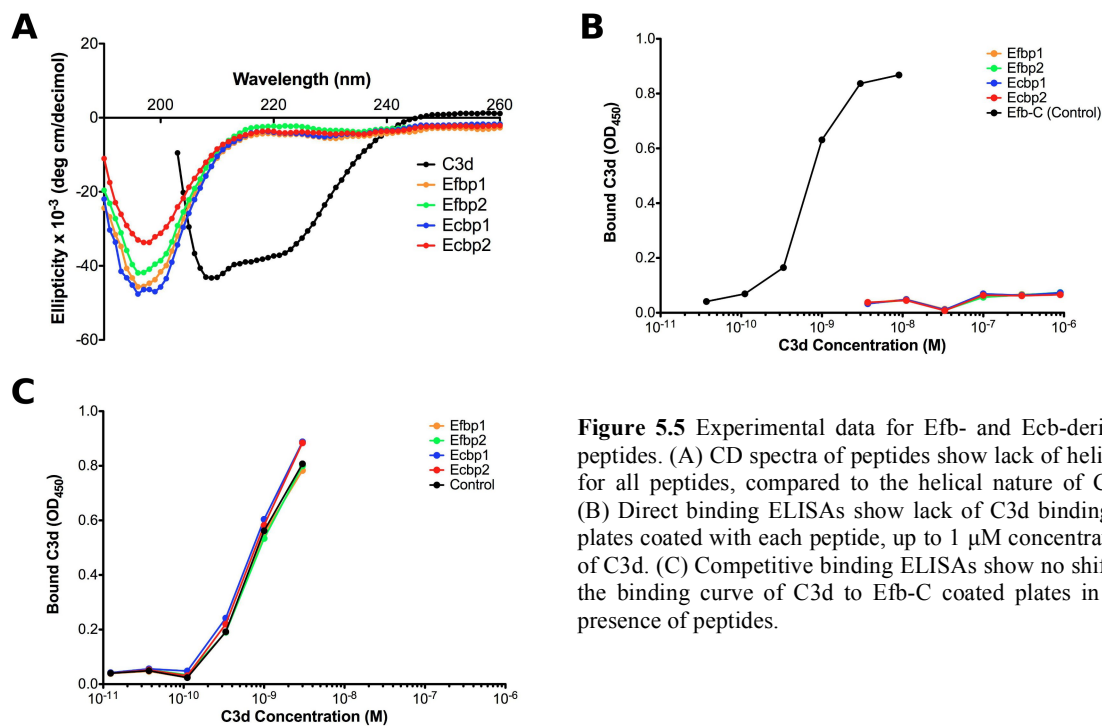 A
Ellipticity x 10-3 (deg cm/decimol)
Wavelength (nm)
20
0
-20
-40
-60
200
220
240
260
C3d
Efbp1
Efbp2
Ecbp1
Ecbp2
B
Bound C3d (OD450)
1.0
0.8
0.6
0.4
0.2
0.0
10-11
10-10
10-9
10-8
10-7
10-6
C3d Concentration (M)
Efbp1
Efbp2
Ecbp1
Ecbp2
Efb-C (Control)
C
Bound C3d (OD450)
1.0
0.8
0.6
0.4
0.2
0.0
10-11
10-10
10-9
10-8
10-7
10-6
C3d Concentration (M)
Efbp1
Efbp2
Ecbp1
Ecbp2
Control
Figure 5.5 Experimental data for Efb- and Ecb-deri
peptides. (A) CD spectra of peptides show lack of heli
for all peptides, compared to the helical nature of C
(B) Direct binding ELISAs show lack of C3d binding
plates coated with each peptide, up to 1 μM concentra
of C3d. (C) Competitive binding ELISAs show no shif
the binding curve of C3d to Efb-C coated plates in
presence of peptides.